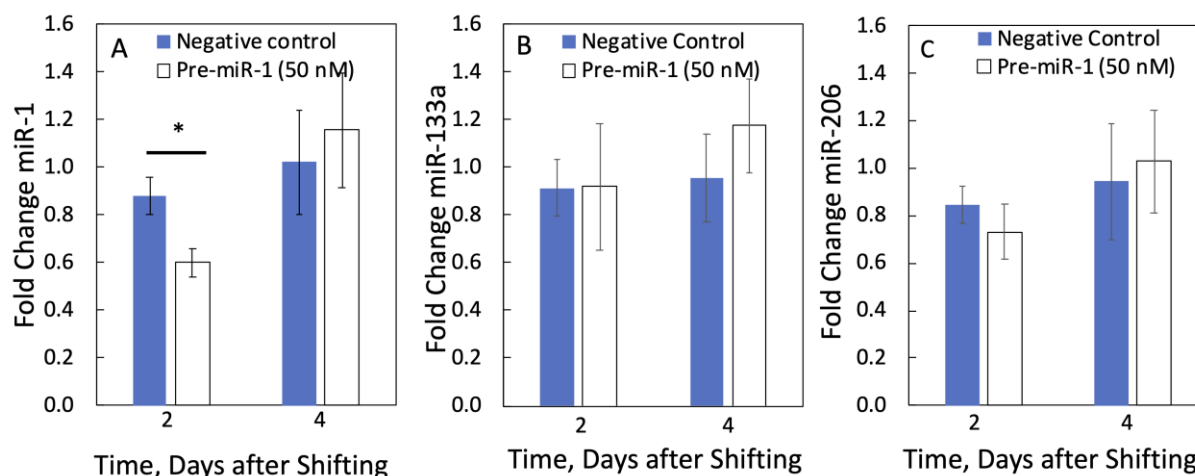 A
Negative control
Pre-miR-1 (50 nM)
*
Fold Change miR-1
1.6
1.4
1.2
1.0
0.8
0.6
0.4
0.2
0.0
2
4
Time, Days after Shifting
B
Negative Control
Pre-miR-1 (50 nM)
Fold Change miR-133a
1.6
1.4
1.2
1.0
0.8
0.6
0.4
0.2
0.0
2
4
Time, Days after Shifting
C
Negative Control
Pre-miR-1 (50 nM)
Fold Change miR-206
1.6
1.4
1.2
1.0
0.8
0.6
0.4
0.2
0.0
2
4
Time, Days after Shifting